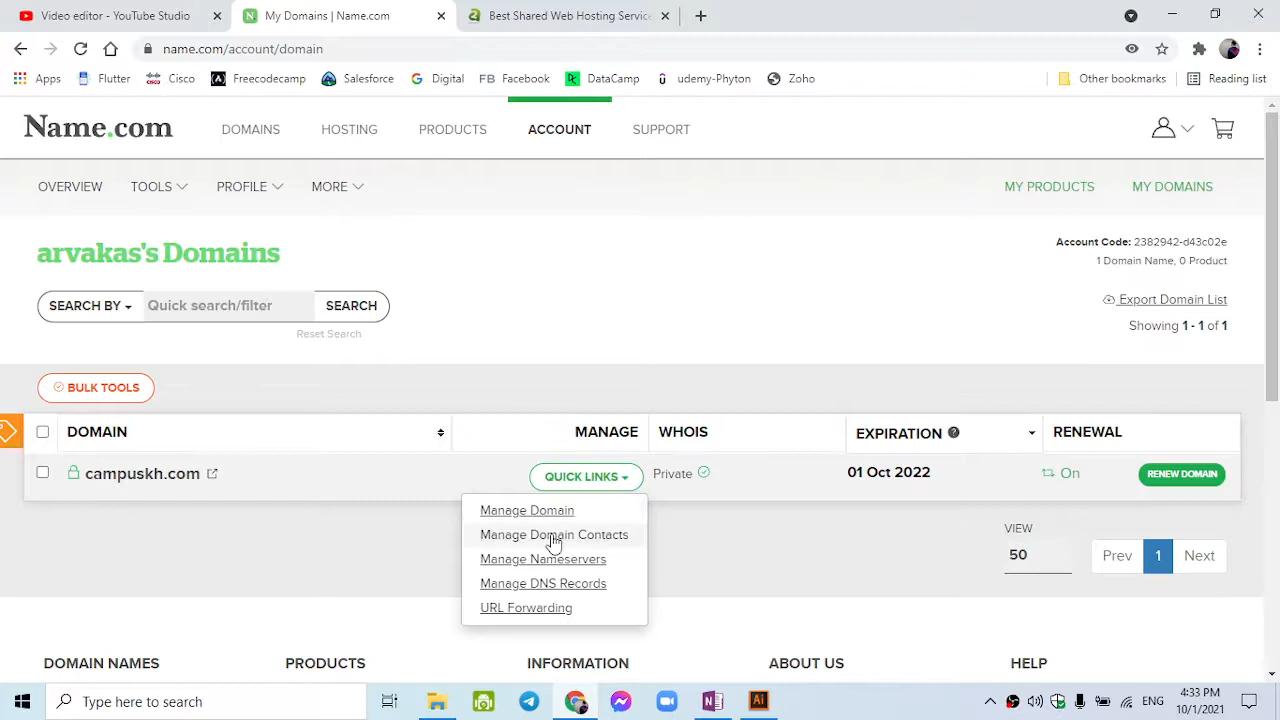 Video editor - YouTube Studio
My Domains | Name.com
Best Shared Web Hosting Servic
name.com/account/domain
Apps
Flutter
Cisco
Freecodecamp
Salesforce
Digital
FB Facebook
DataCamp
udemy-Phyton
Zoho
Other bookmarks
Reading list
Name.com
DOMAINS
HOSTING
PRODUCTS
ACCOUNT
SUPPORT
OVERVIEW
TOOLS
PROFILE
MORE
MY PRODUCTS
MY DOMAINS
arvakas's Domains
Account Code: 2382942-d43c02e
1 Domain Name, 0 Product
SEARCH BY
Quick search/filter
SEARCH
Export Domain List
Reset Search
Showing 1 - 1 of 1
BULK TOOLS
DOMAIN
MANAGE
WHOIS
EXPIRATION
RENEWAL
campuskh.com
QUICK LINKS
Private
01 Oct 2022
On
RENEW DOMAIN
Manage Domain
Manage Domain Contacts
Manage Nameservers
Manage DNS Records
URL Forwarding
VIEW
50
Prev
1
Next
DOMAIN NAMES
PRODUCTS
INFORMATION
ABOUT US
HELP
Type here to search
Ai
ENG
4:33 PM
10/1/2021